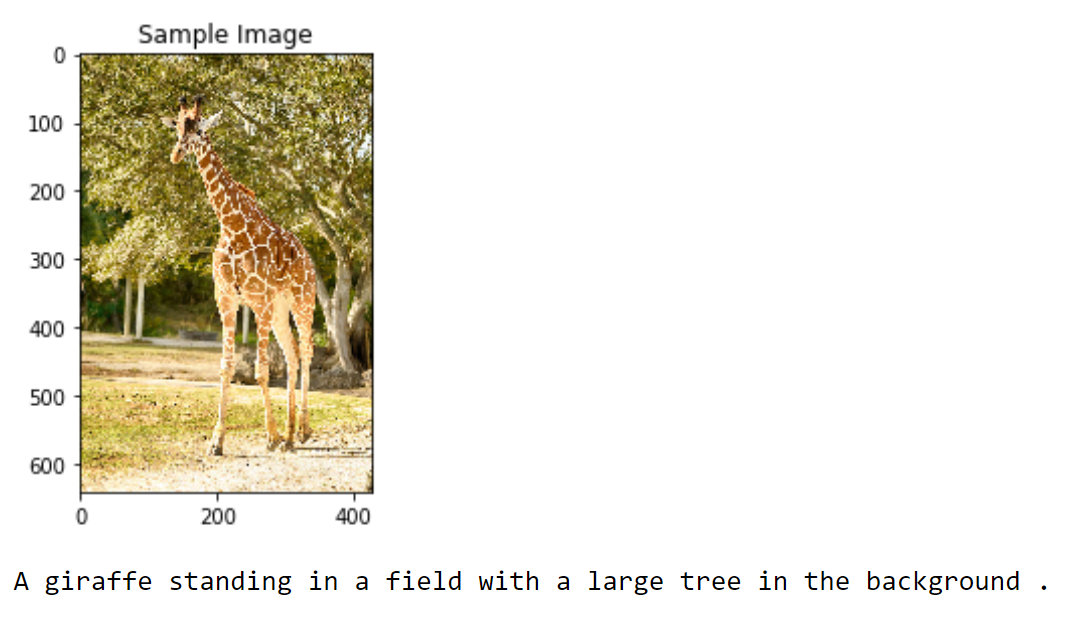 Sample Image
0
100
200
300
400
500
600
0 200 400
A giraffe standing in a field with a large tree in the background .